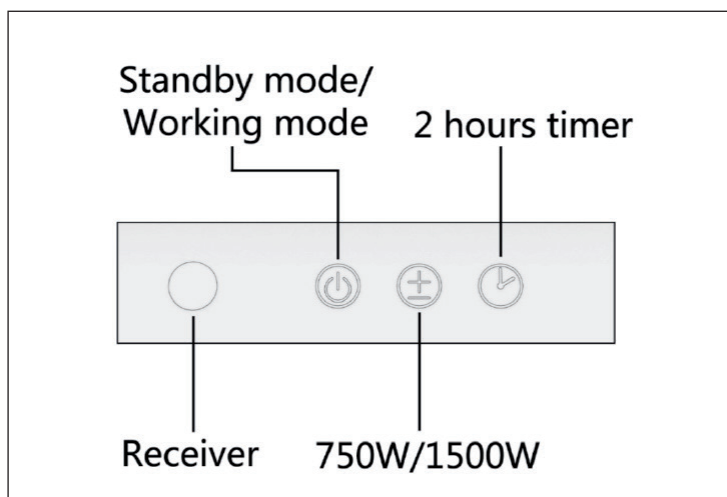 Standby mode/
Working mode
2 hours timer
Receiver
750W/1500W